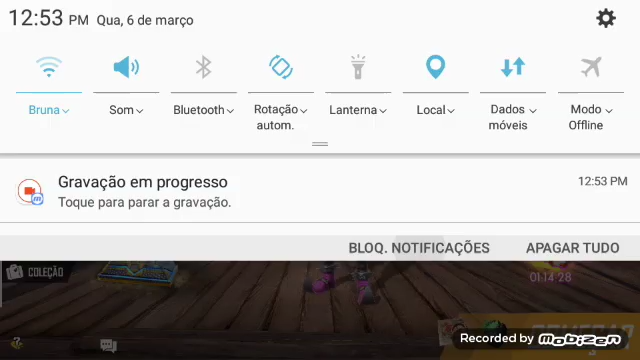 12:53 PM Qua, 6 de março
Bruna Som Bluetooth Rotação autom. Lanterna Local Dados móveis Modo Offline
Gravação em progresso 12:53 PM
Toque para parar a gravação.
BLOQ. NOTIFICAÇÕES APAGAR TUDO
COLEÇÃO 01:14:28
Recorded by Mobizen